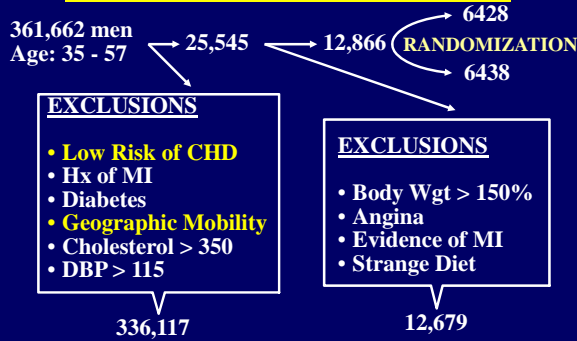 361,662 men
Age: 35 - 57
25,545
12,866
6428
RANDOMIZATION
6438
EXCLUSIONS
• Low Risk of CHD
• Hx of MI
• Diabetes
• Geographic Mobility
• Cholesterol > 350
• DBP > 115
336,117
EXCLUSIONS
• Body Wgt > 150%
• Angina
• Evidence of MI
• Strange Diet
12,679